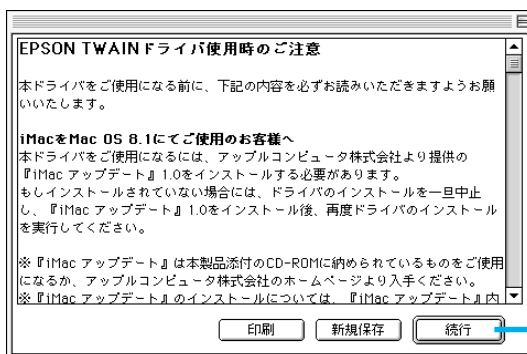 EPSON TWAINドライバ使用時のご注意
本ドライバをご使用になる前に、下記の内容を必ずお読みいただきますようお願
いいたします。
iMacをMac OS 8.1にてご使用のお客様へ
本ドライバをご使用になるには、アップルコンピュータ株式会社より提供の
『iMac アップデート』1.0をインストールする必要があります。
もしインストールされていない場合には、ドライバのインストールを一旦中止
し、『iMac アップデート』1.0をインストール後、再度ドライバのインストール
を実行してください。
※『iMac アップデート』は本製品添付のCD-ROMに納められているものをご使用
になるか、アップルコンピュータ株式会社のホームページより入手ください。
※『iMac アップデート』のインストールについては、『iMac アップデート』内
印刷
新規保存
続行